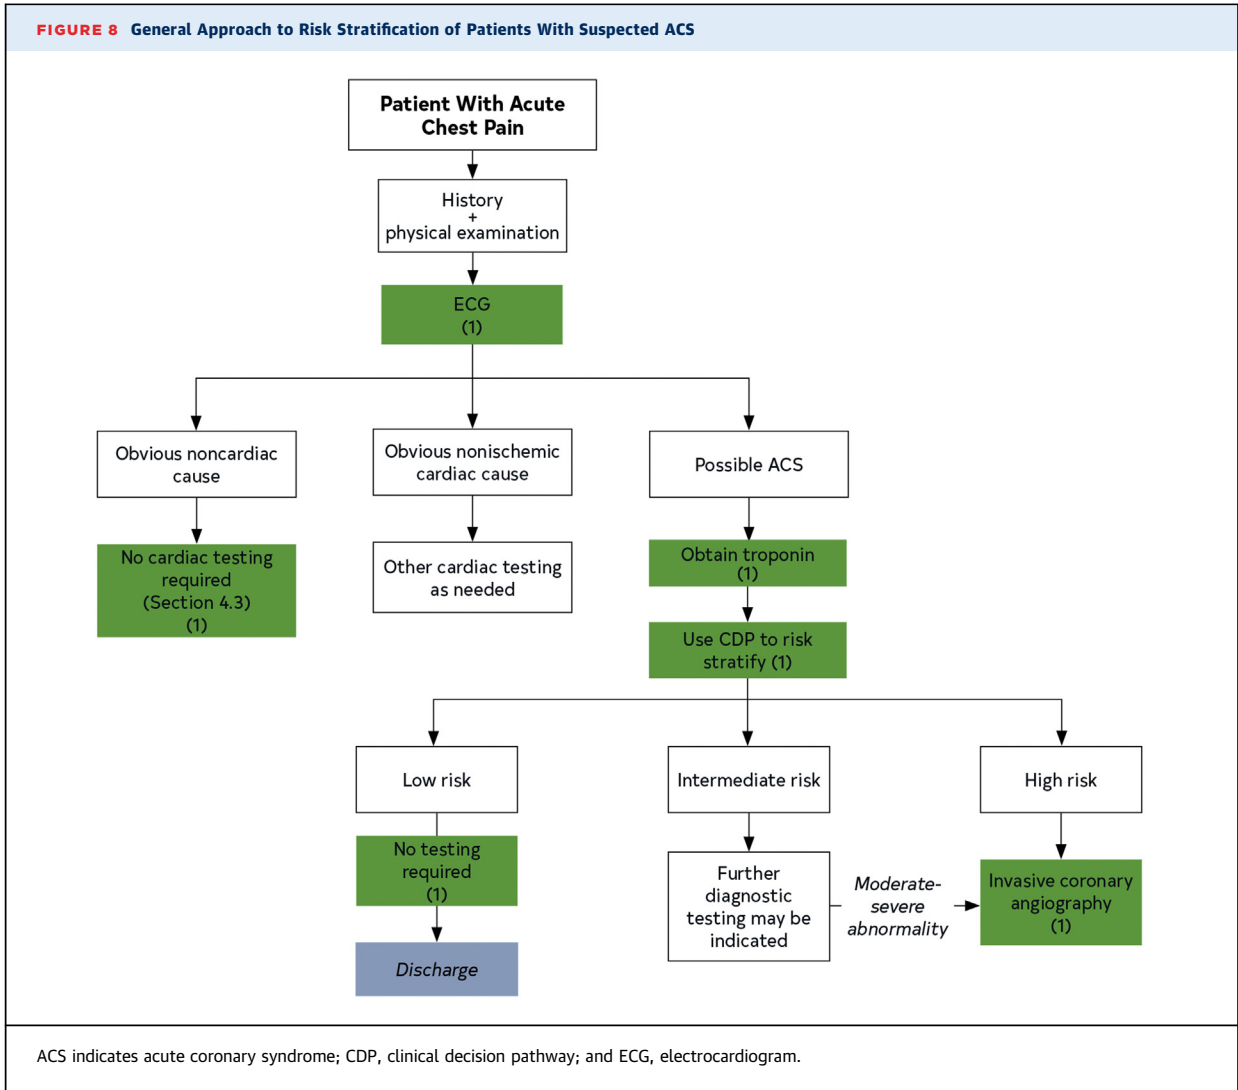 FIGURE 8 General Approach to Risk Stratification of Patients With Suspected ACS
Patient With Acute
Chest Pain
History
+
physical examination
ECG
(1)
Obvious noncardiac
cause
Obvious nonischemic
cardiac cause
Possible ACS
No cardiac testing
required
(Section 4.3)
(1)
Other cardiac testing
as needed
Obtain troponin
(1)
Use CDP to risk
stratify (1)
Low risk
Intermediate risk
High risk
No testing
required
(1)
Further
diagnostic
testing may be
indicated
Moderate-
severe
abnormality
Invasive coronary
angiography
(1)
Discharge
ACS indicates acute coronary syndrome; CDP, clinical decision pathway; and ECG, electrocardiogram.